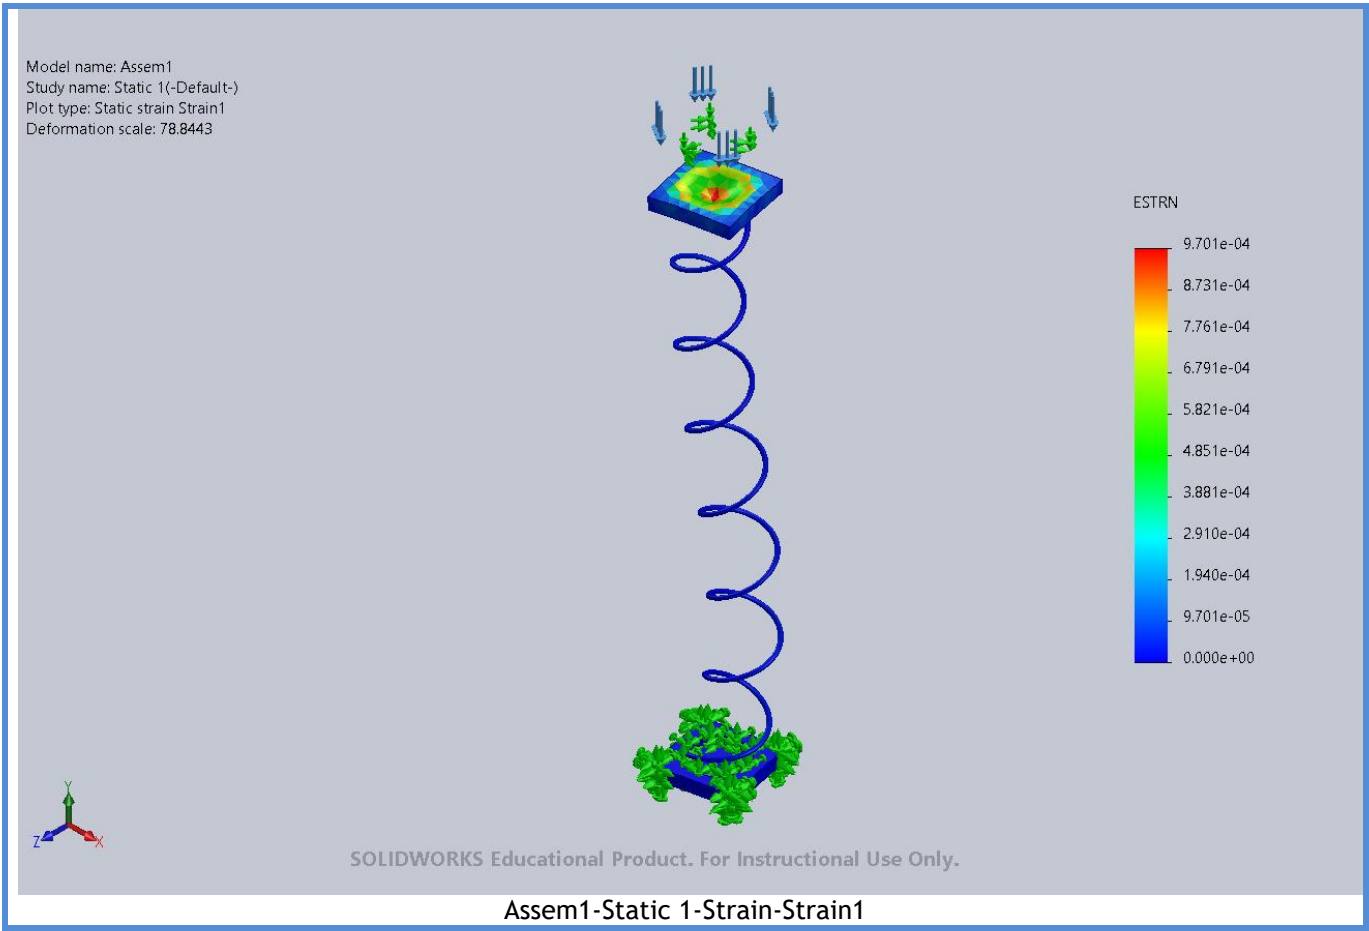 Model name: Assem1
Study name: Static 1(-Default-)
Plot type: Static strain Strain1
Deformation scale: 78.8443
ESTRN
9.701e-04
8.731e-04
7.761e-04
6.791e-04
5.821e-04
4.851e-04
3.881e-04
2.910e-04
1.940e-04
9.701e-05
0.000e+00
Y
Z
X
SOLIDWORKS Educational Product. For Instructional Use Only.
Assem1-Static 1-Strain-Strain1